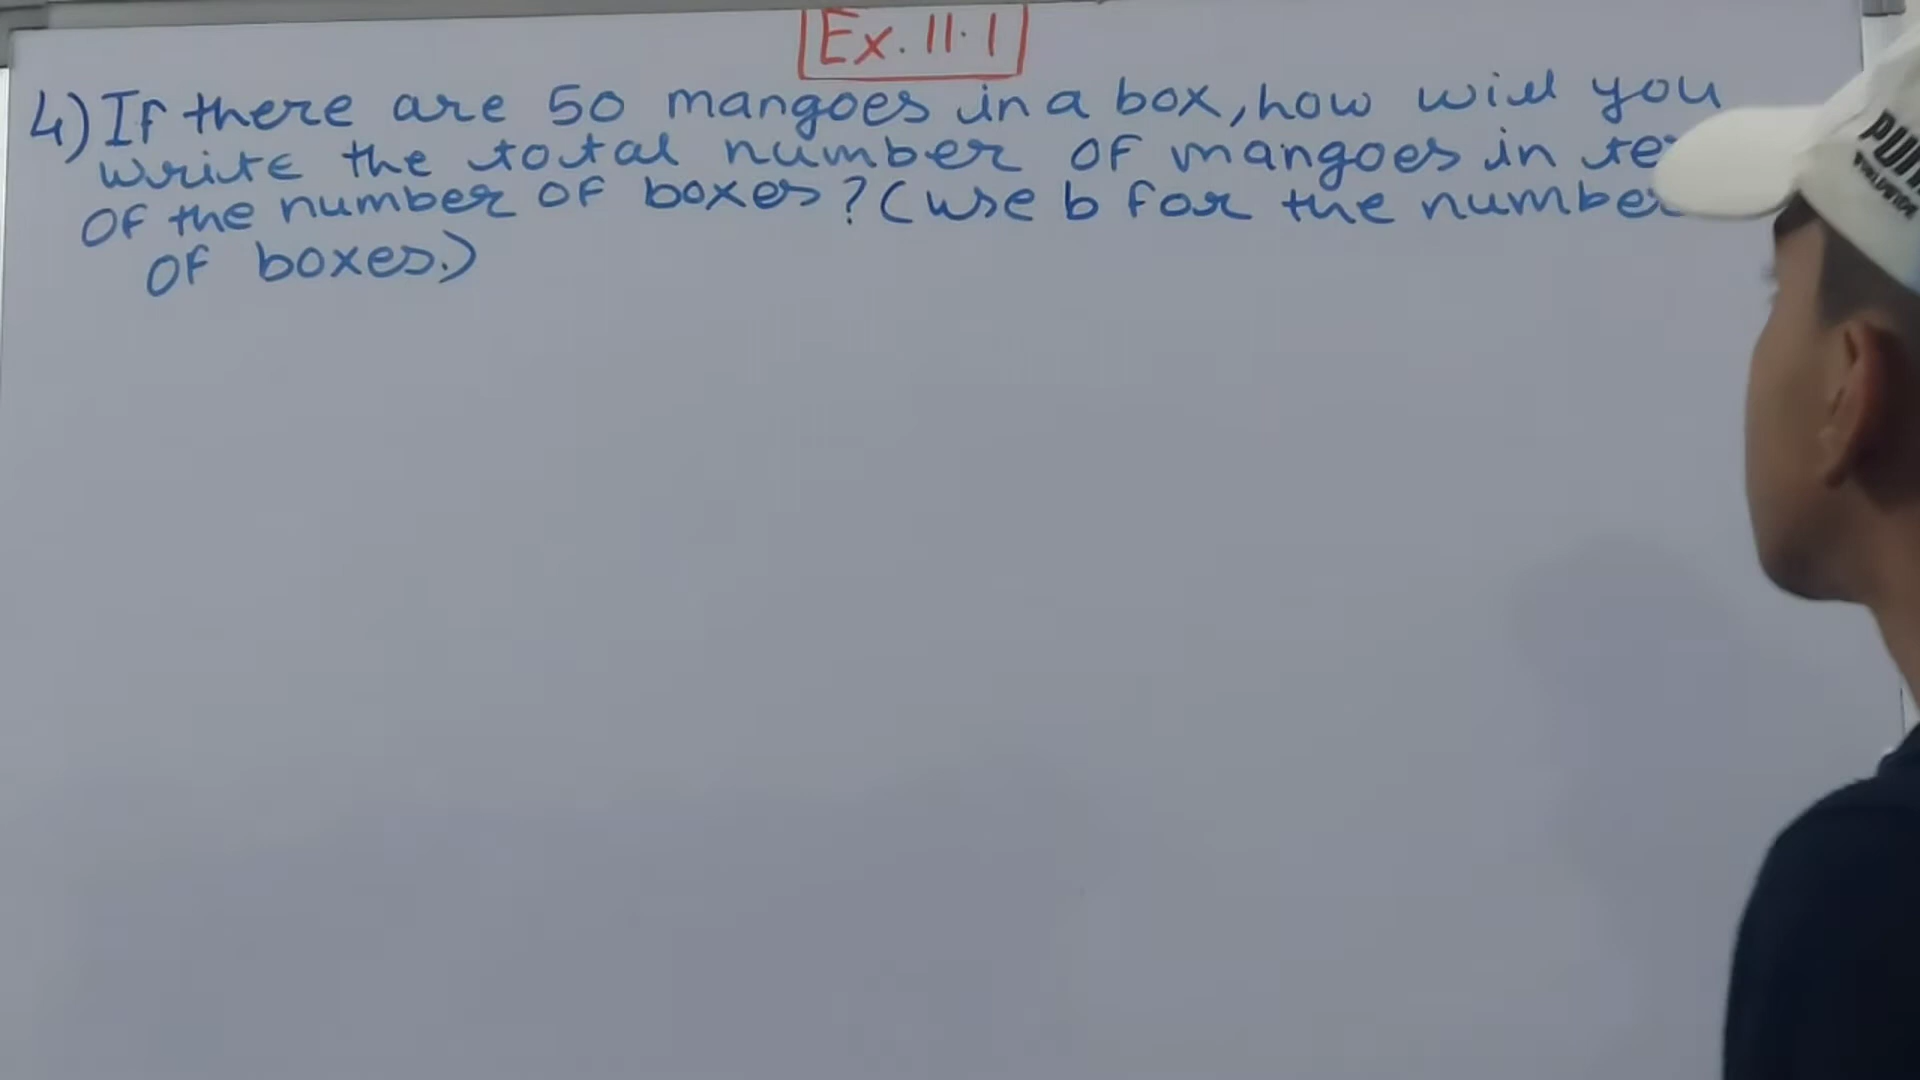 Ex. 11.1
4) If there are 50 mangoes in a box, how will you
write the total number of mangoes in
of the number of boxes? (use b for the number
of boxes.)